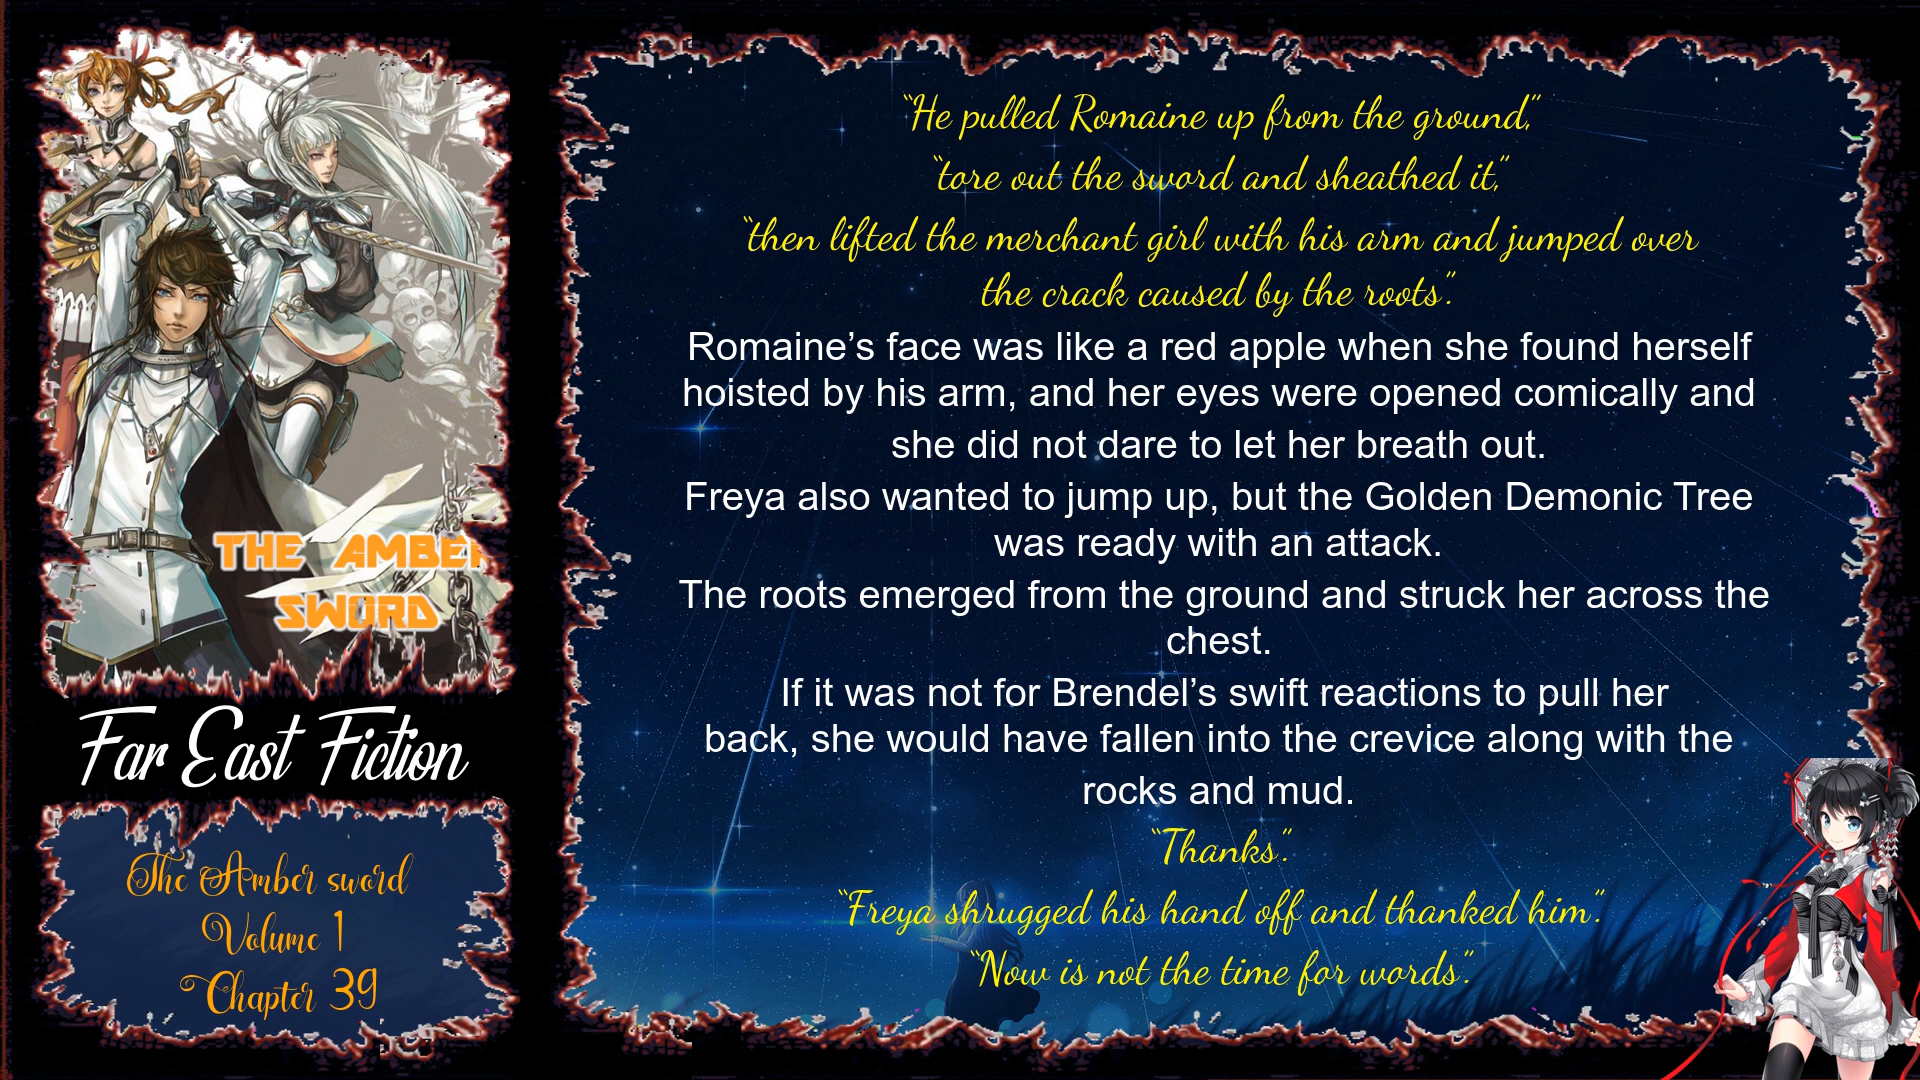 THE AMBER
SWORD
Far East Fiction
The Amber sword
Volume 1
Chapter 39
“He pulled Romaine up from the ground,”
“tore out the sword and sheathed it,”
“then lifted the merchant girl with his arm and jumped over
the crack caused by the roots”.
Romaine’s face was like a red apple when she found herself
hoisted by his arm, and her eyes were opened comically and
she did not dare to let her breath out.
Freya also wanted to jump up, but the Golden Demonic Tree
was ready with an attack.
The roots emerged from the ground and struck her across the
chest.
If it was not for Brendel’s swift reactions to pull her
back, she would have fallen into the crevice along with the
rocks and mud.
“Thanks”.
“Freya shrugged his hand off and thanked him”.
“Now is not the time for words”.